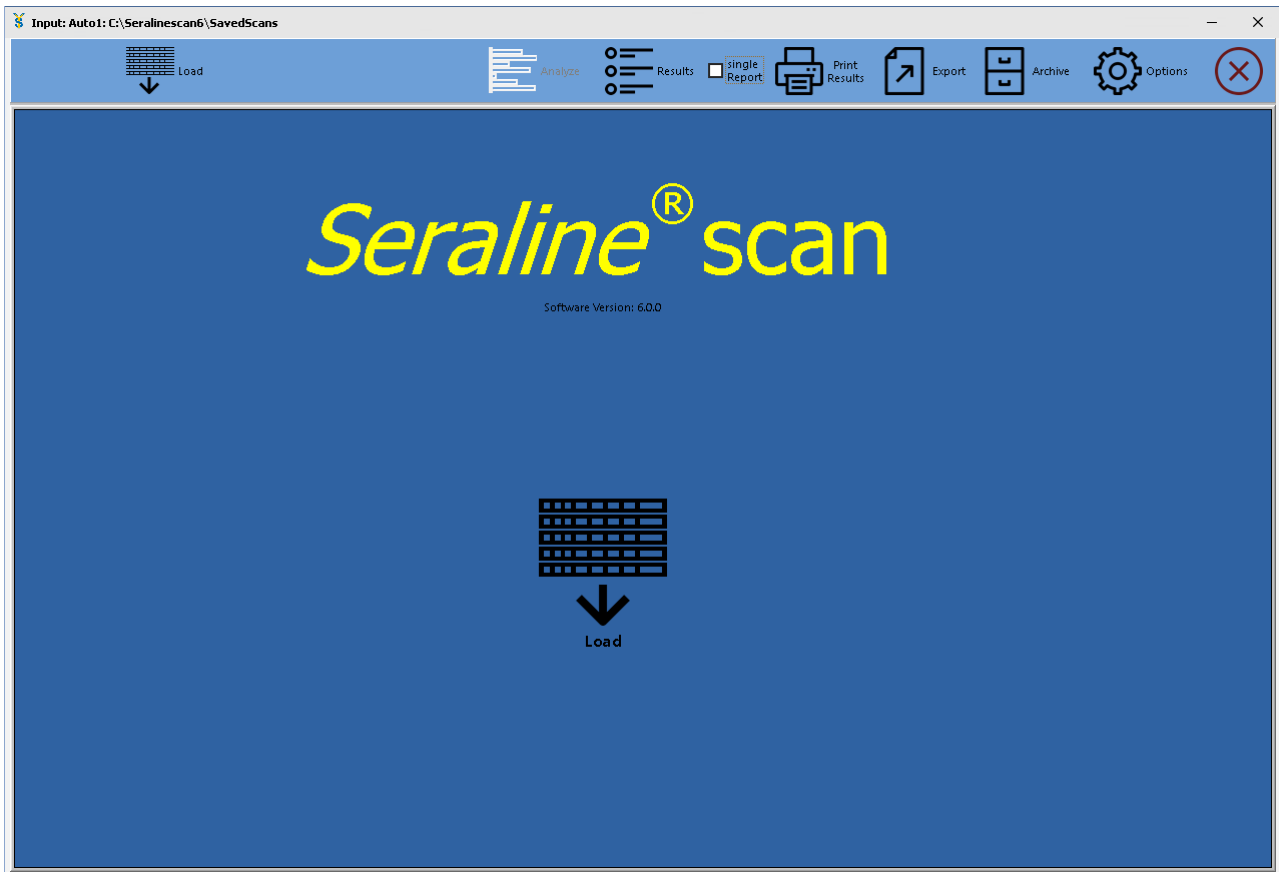 Input: Auto1: C:\Seralinescan6\SavedScans
Load
Analyze
Results
single
Report
Print
Results
Export
Archive
Options
Seraline® scan
Software Version: 6.0.0
Load